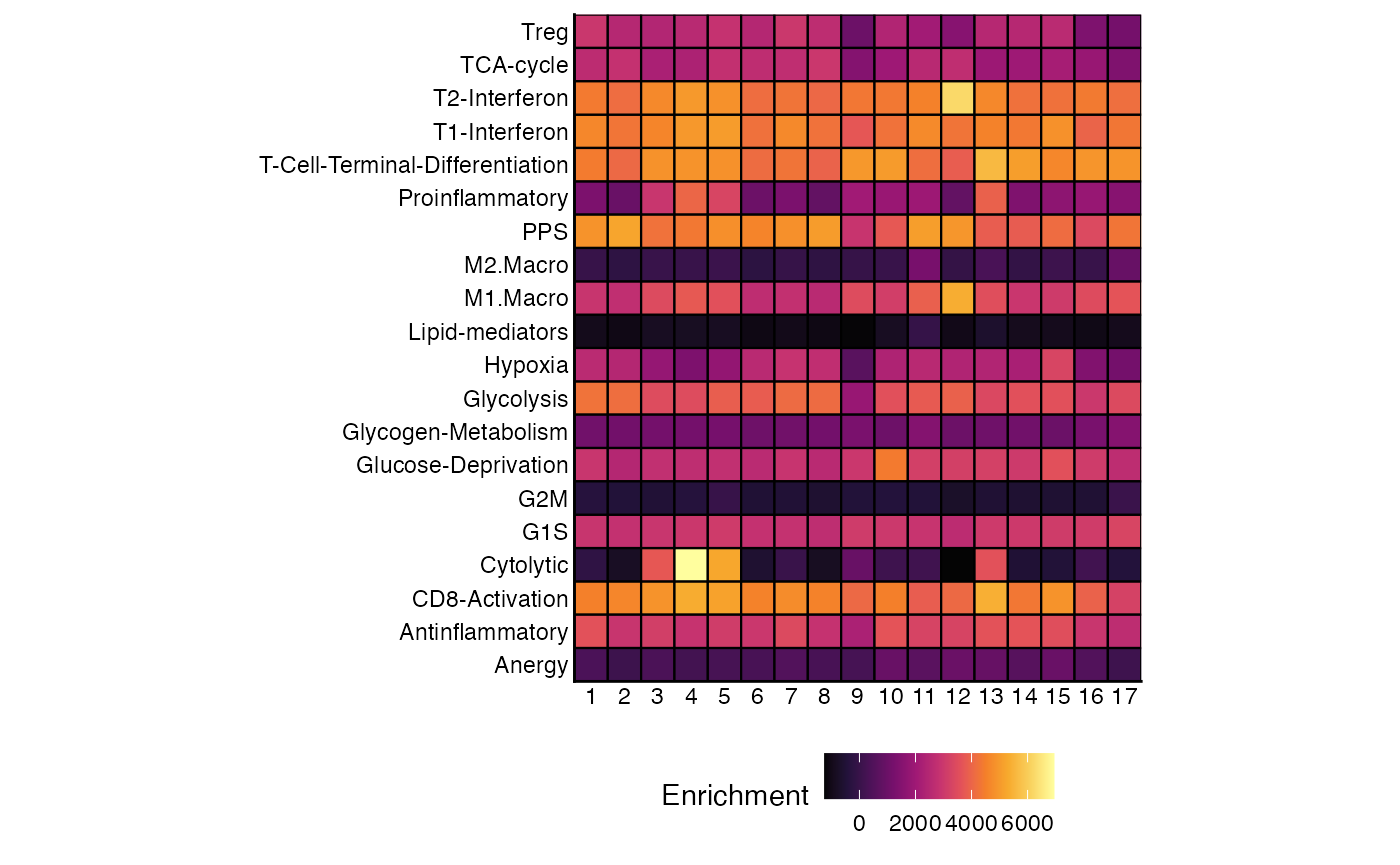 Treg
TCA-cycle
T2-Interferon
T1-Interferon
T-Cell-Terminal-Differentiation
Proinflammatory
PPS
M2.Macro
M1.Macro
Lipid-mediators
Hypoxia
Glycolysis
Glycogen-Metabolism
Glucose-Deprivation
G2M
G1S
Cytolytic
CD8-Activation
Antinflammatory
Anergy
1 2 3 4 5 6 7 8 9 10 11 12 13 14 15 16 17
Enrichment
0 2000 4000 6000